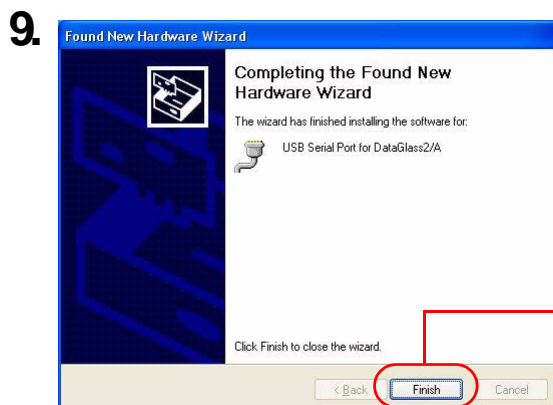 9.
Found New Hardware Wizard
Completing the Found New
Hardware Wizard
The wizard has finished installing the software for:
USB Serial Port for DataGlass2/A
Click Finish to close the wizard.
< Back
Finish
Cancel